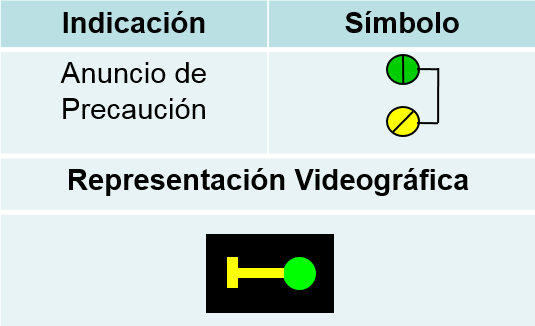 Indicación
Símbolo
Anuncio de
Precaución
Representación Videográfica